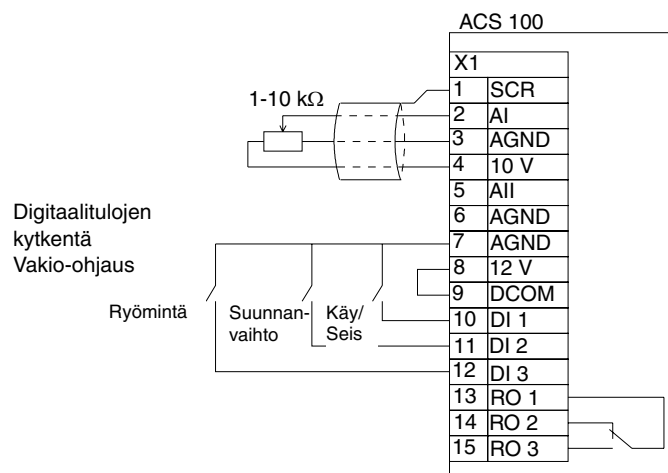 ACS 100
X1
1 SCR
1-10 kΩ
2 AI
3 AGND
4 10 V
5 AII
6 AGND
7 AGND
8 12 V
9 DCOM
10 DI 1
11 DI 2
12 DI 3
13 RO 1
14 RO 2
15 RO 3
Digitaalitulojen
kytkentä
Vakio-ohjaus
Ryömintä
Suunnan-
vaihto
Käy/
Seis